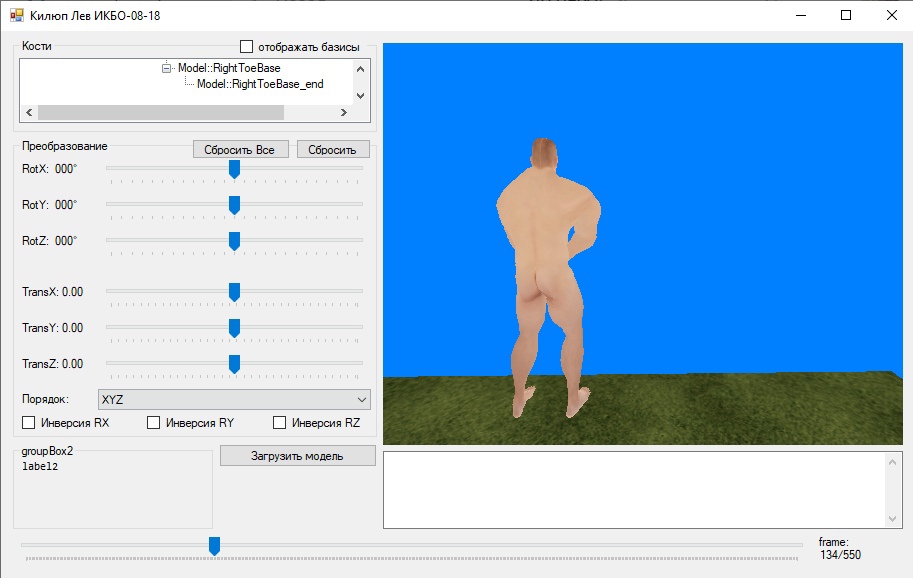 Килюп Лев ИКБО-08-18
Кости
отображать базисы
Model::RightToeBase
Model::RightToeBase_end
Преобразование
Сбросить Все
Сбросить
RotX: 000°
RotY: 000°
RotZ: 000°
TransX: 0.00
TransY: 0.00
TransZ: 0.00
Порядок:
XYZ
Инверсия RX
Инверсия RY
Инверсия RZ
groupBox2
label2
Загрузить модель
frame:
134/550